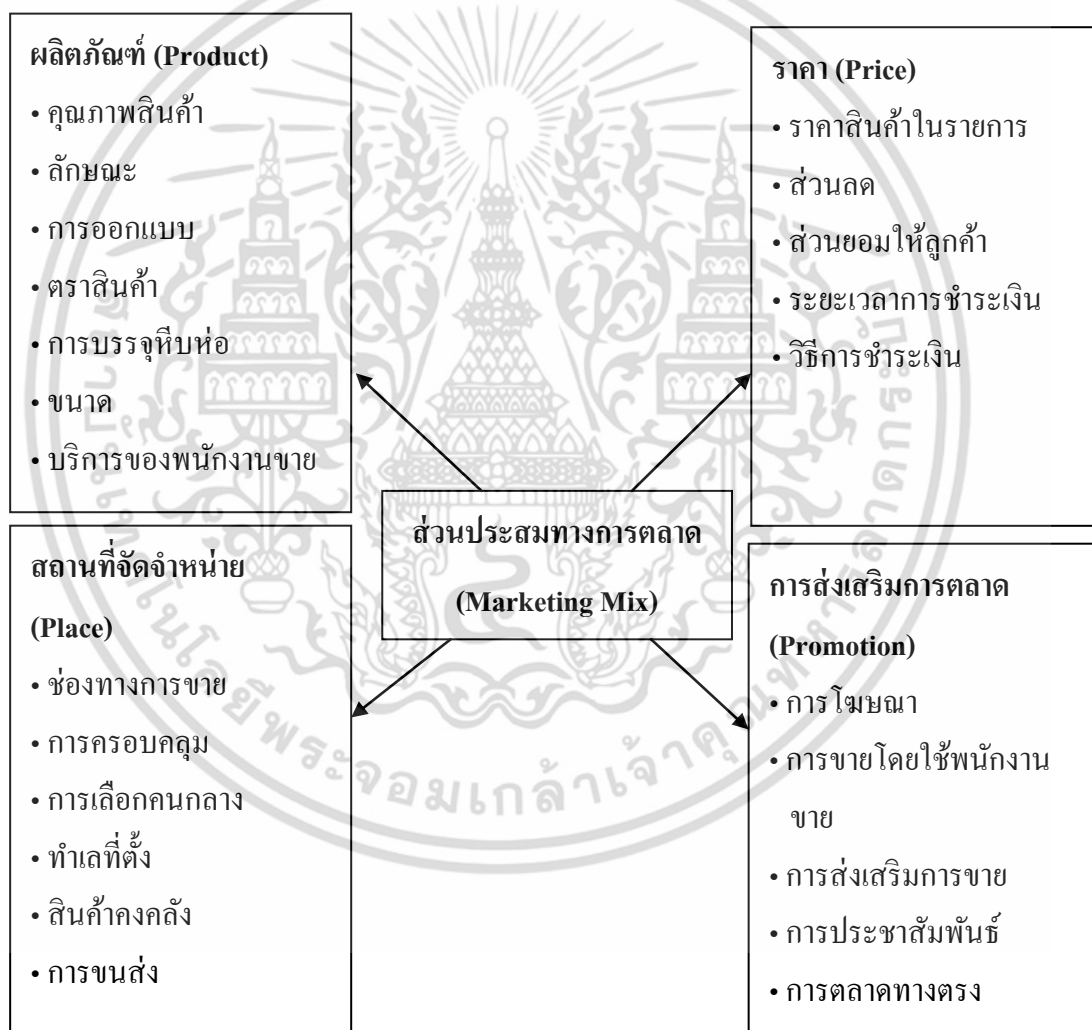 ผลิตภัณฑ์ (Product)
• คุณภาพสินค้า
• ลักษณะ
• การออกแบบ
• ตราสินค้า
• การบรรจุหีบห่อ
• ขนาด
• บริการของพนักงานขาย
ราคา (Price)
• ราคาสินค้าในรายการ
• ส่วนลด
• ส่วนยอมให้ลูกค้า
• ระยะเวลาการชำระเงิน
• วิธีการชำระเงิน
ส่วนประสมทางการตลาด
(Marketing Mix)
สถานที่จัดจำหน่าย
(Place)
• ช่องทางการขาย
• การครอบคลุม
• การเลือกคนกลาง
• ทำเลที่ตั้ง
• สินค้าคงคลัง
• การขนส่ง
การส่งเสริมการตลาด
(Promotion)
• การโฆษณา
• การขายโดยใช้พนักงาน
ขาย
• การส่งเสริมการขาย
• การประชาสัมพันธ์
• การตลาดทางตรง